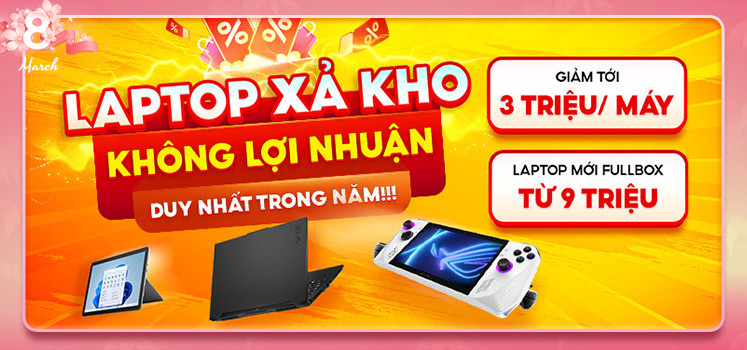 8
March
LAPTOP XẢ KHO
KHÔNG LỢI NHUẬN
DUY NHẤT TRONG NĂM!!!
GIẢM TỚI
3 TRIỆU/ MÁY
LAPTOP MỚI FULLBOX
TỪ 9 TRIỆU